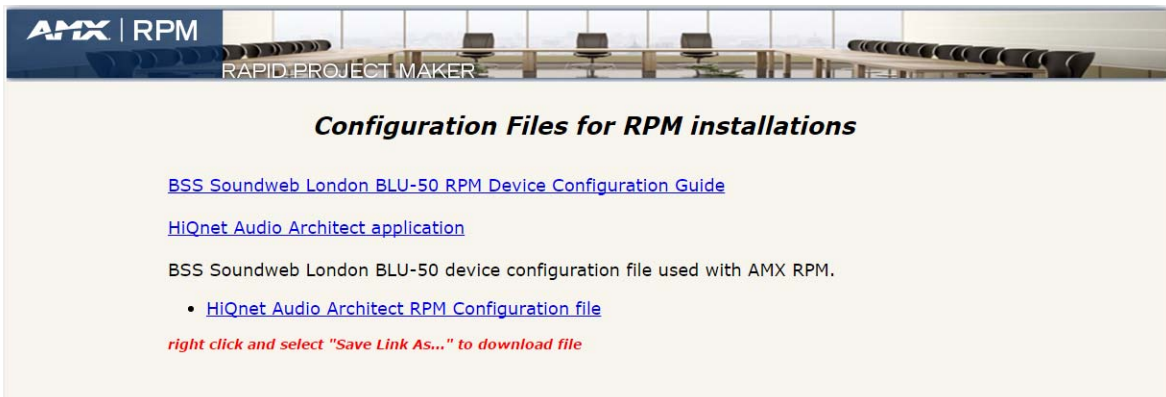 AMX | RPM
RAPID PROJECT MAKER
Configuration Files for RPM installations
BSS Soundweb London BLU-50 RPM Device Configuration Guide
HiQnet Audio Architect application
BSS Soundweb London BLU-50 device configuration file used with AMX RPM.
• HiQnet Audio Architect RPM Configuration file
right click and select "Save Link As..." to download file